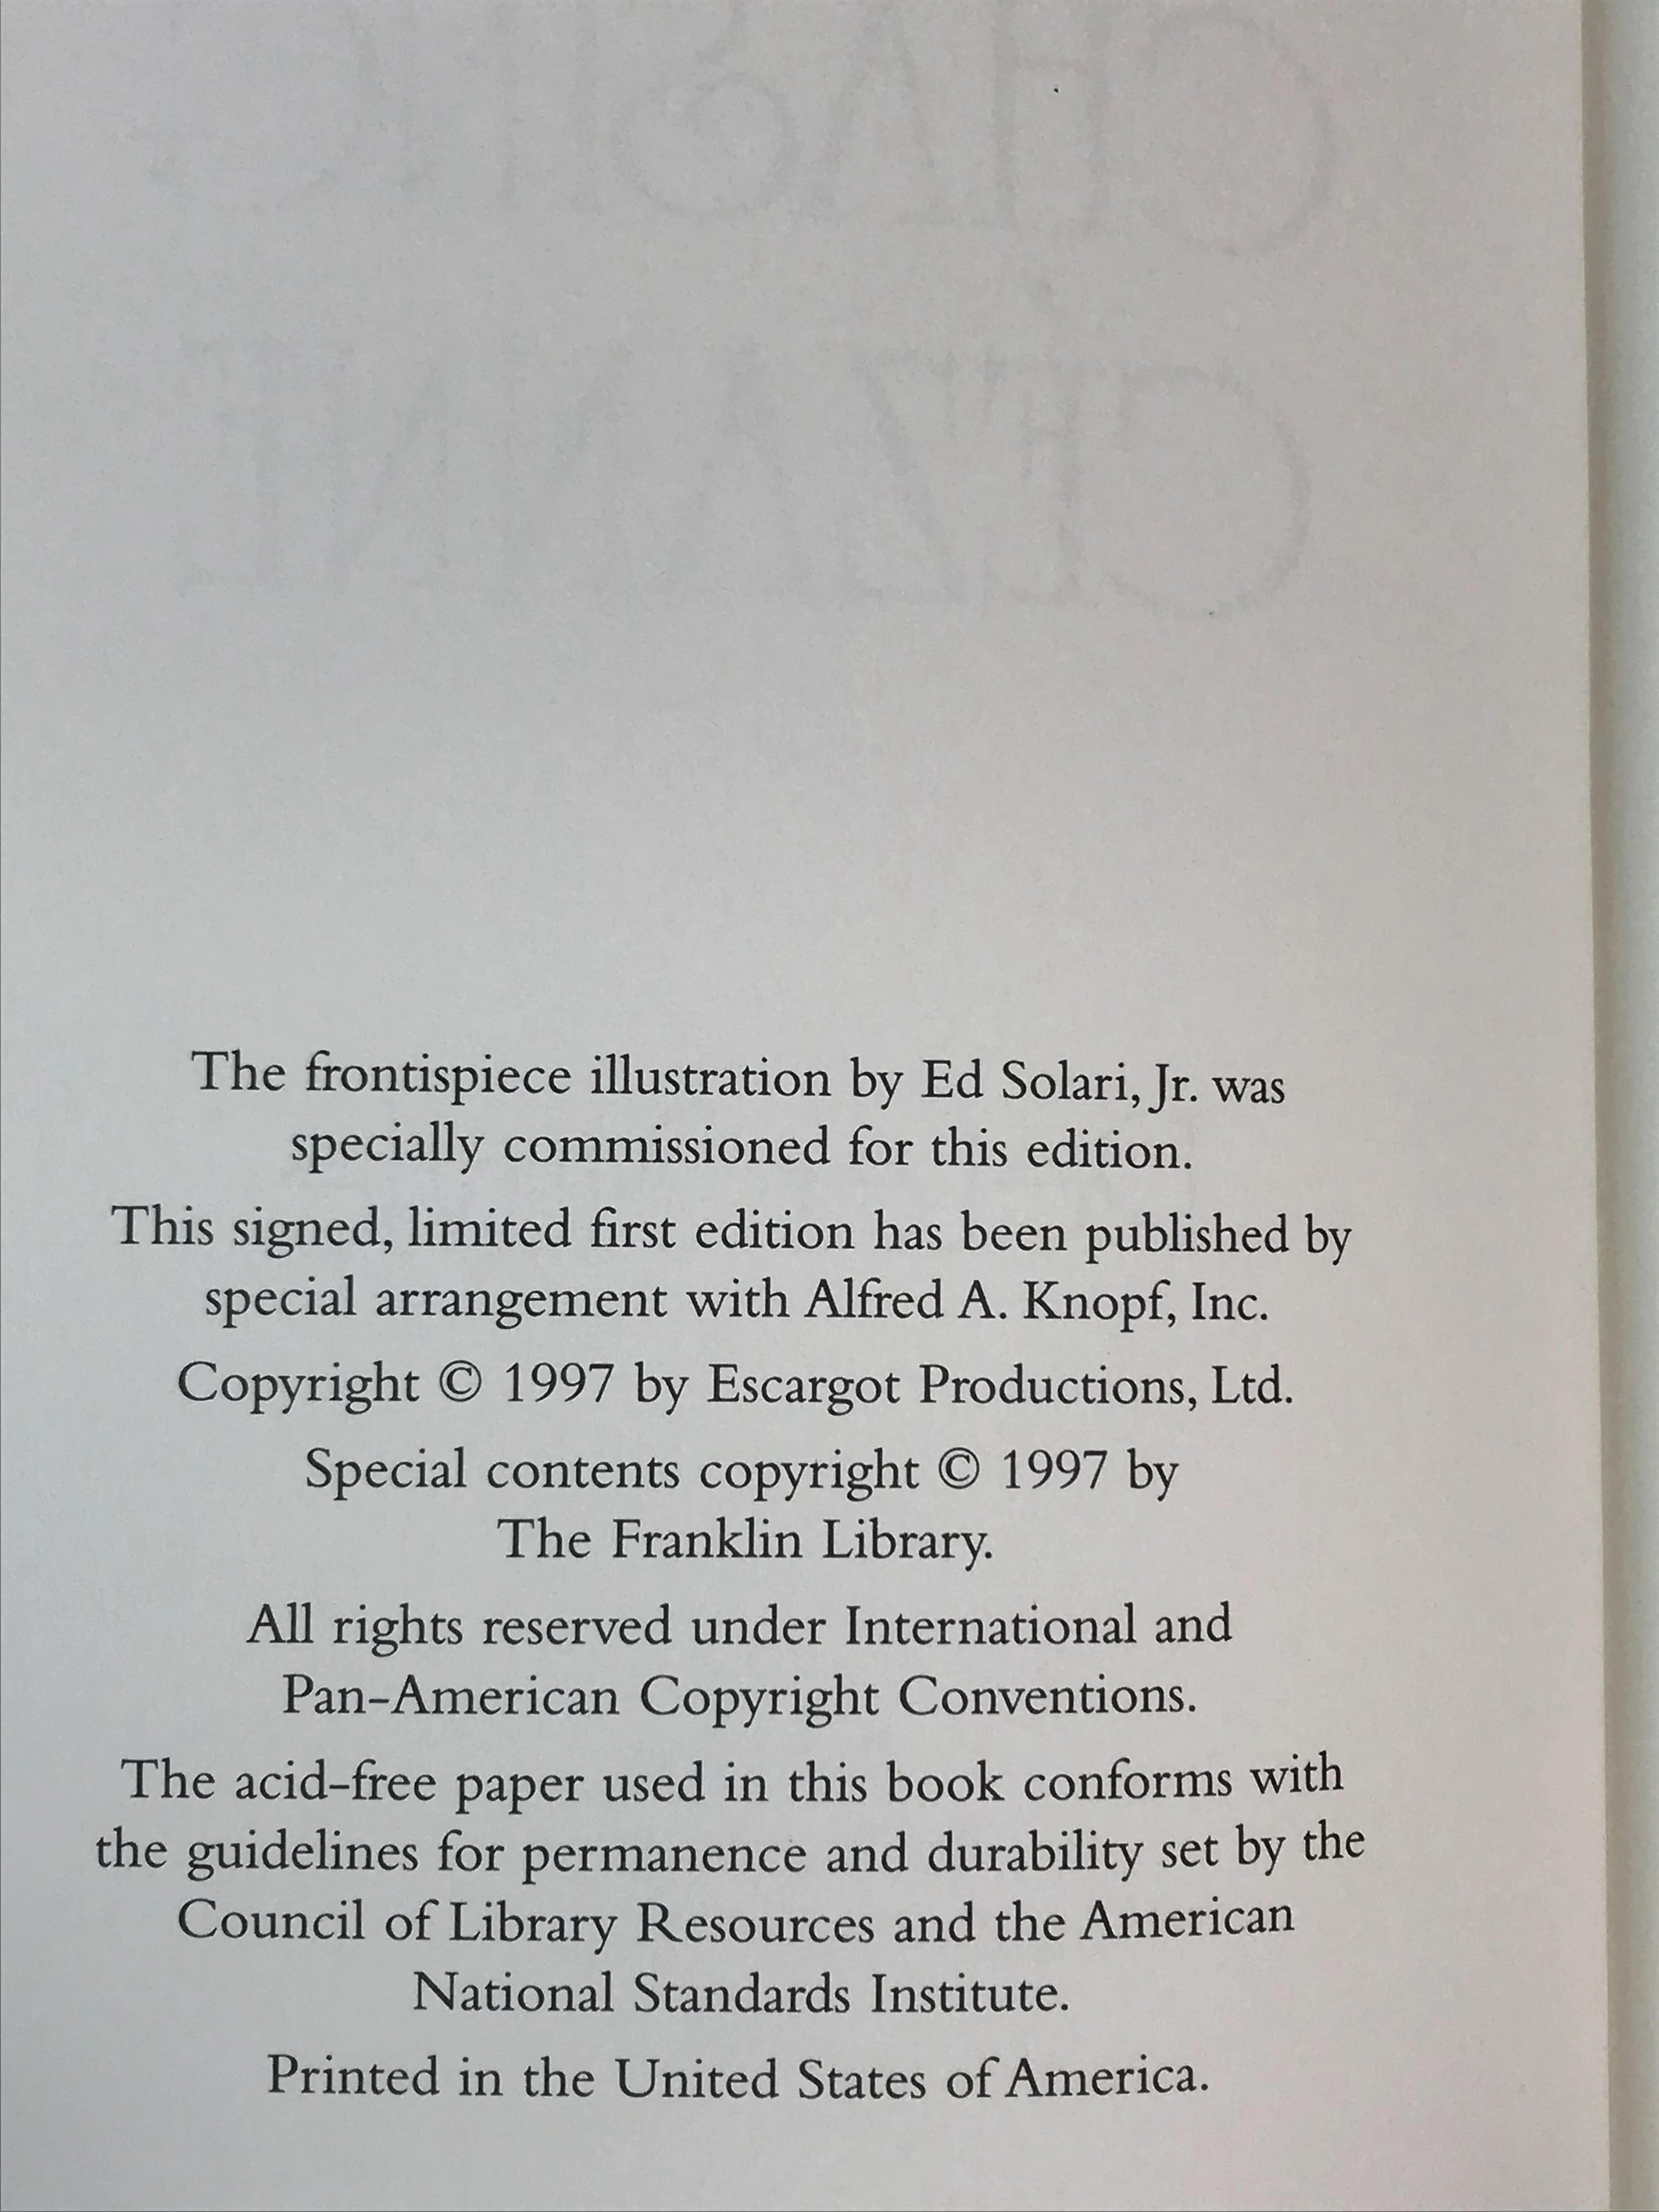 The frontispiece illustration by Ed Solari, Jr. was
specially commissioned for this edition.
This signed, limited first edition has been published by
special arrangement with Alfred A. Knopf, Inc.
Copyright © 1997 by Escargot Productions, Ltd.
Special contents copyright © 1997 by
The Franklin Library.
All rights reserved under International and
Pan-American Copyright Conventions.
The acid-free paper used in this book conforms with
the guidelines for permanence and durability set by the
Council of Library Resources and the American
National Standards Institute.
Printed in the United States of America.